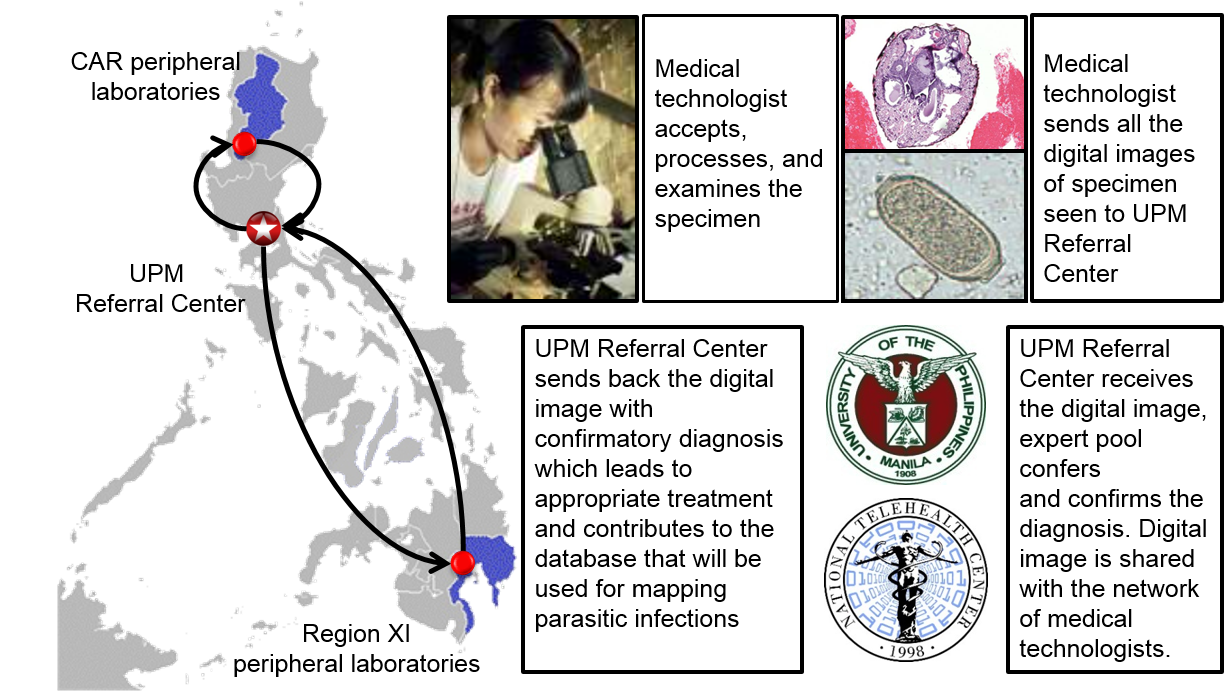 CAR peripheral
laboratories
UPM
Referral Center
Region XI
peripheral laboratories
Medical
technologist
accepts,
processes, and
examines the
specimen
Medical
technologist
sends all the
digital images
of specimen
seen to UPM
Referral
Center
UPM Referral Center
sends back the digital
image with
confirmatory diagnosis
which leads to
appropriate treatment
and contributes to the
database that will be
used for mapping
parasitic infections
UNIVERSITY OF THE PHILIPPINES
MANILA
1908
NATIONAL TELEHEALTH CENTER
· 1998 ·
UPM Referral
Center receives
the digital image,
expert pool
confers
and confirms the
diagnosis. Digital
image is shared
with the network
of medical
technologists.